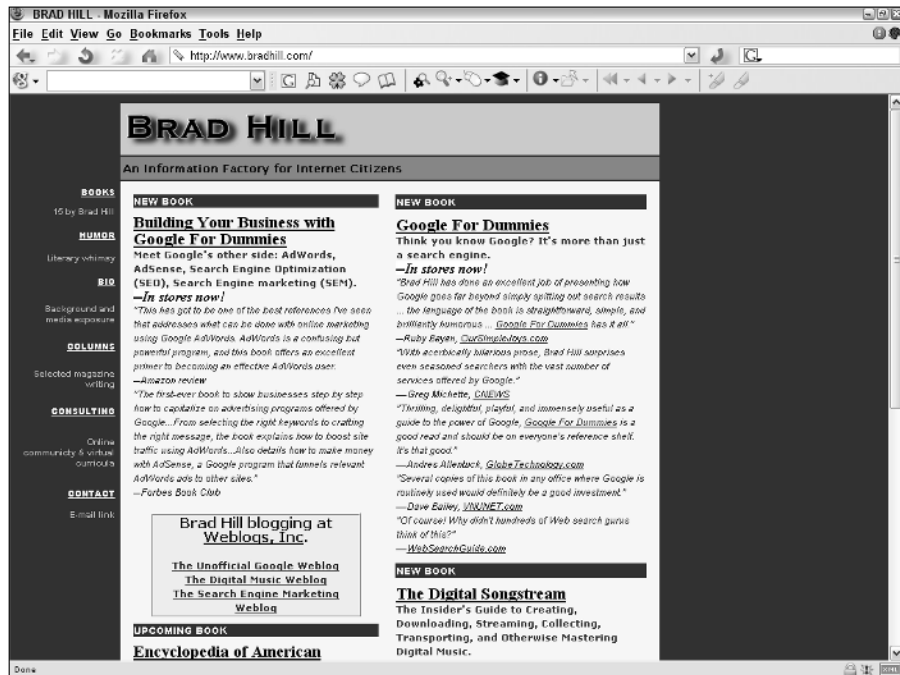 BRAD HILL - Mozilla Firefox
File Edit View Go Bookmarks Tools Help
http://www.bradhill.com/
BRAD HILL
An Information Factory for Internet Citizens
BOOKS
15 by Brad Hill
HUMOR
Literary whimsy
BIO
Background and
media exposure
COLUMNS
Selected magazine
writing
CONSULTING
Online
community & virtual
curricula
CONTACT
E-mail link
NEW BOOK
Building Your Business with
Google For Dummies
Meet Google's other side: AdWords,
AdSense, Search Engine Optimization
(SEO), Search Engine marketing (SEM).
—In stores now!
"This has got to be one of the best references I've seen
that addresses what can be done with online marketing
using Google AdWords. AdWords is a confusing but
powerful program, and this book offers an excellent
primer to becoming an effective AdWords user.
—Amazon review
"The first-ever book to show businesses step by step
how to capitalize on advertising programs offered by
Google...From selecting the right keywords to crafting
the right message, the book explains how to boost site
traffic using AdWords...Also details how to make money
with AdSense, a Google program that funnels relevant
AdWords ads to other sites."
—Forbes Book Club
Brad Hill blogging at
Weblogs, Inc.
The Unofficial Google Weblog
The Digital Music Weblog
The Search Engine Marketing
Weblog
UPCOMING BOOK
Encyclopedia of American
NEW BOOK
Google For Dummies
Think you know Google? It's more than just
a search engine.
—In stores now!
"Brad Hill has done an excellent job of presenting how
Google goes far beyond simply spitting out search results
... the language of the book is straightforward, simple, and
brilliantly humorous ... Google For Dummies has it all."
—Ruby Bayan, OurSimpleJoys.com
"With acerbically hilarious prose, Brad Hill surprises
even seasoned searchers with the vast number of
services offered by Google."
—Greg Michette, CNEWS
"Thrilling, delightful, playful, and immensely useful as a
guide to the power of Google, Google For Dummies is a
good read and should be on everyone's reference shelf.
It's that good."
—Andres Allentuck, GlobeTechnology.com
"Several copies of this book in any office where Google is
routinely used would definitely be a good investment."
—Dave Bailey, VNUNET.com
"Of course! Why didn't hundreds of Web search gurus
think of this?"
—WebSearchGuide.com
NEW BOOK
The Digital Songstream
The Insider's Guide to Creating,
Downloading, Streaming, Collecting,
Transporting, and Otherwise Mastering
Digital Music.
Done